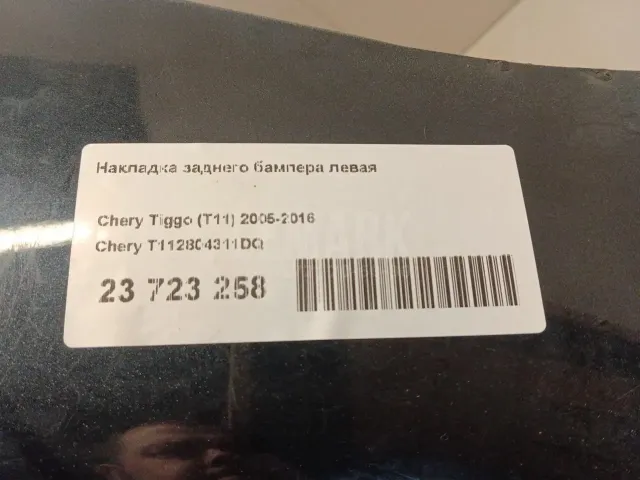 Накладка заднего бампера левая
Chery Tiggo (T11) 2005-2016
Chery T112804311DQ
23 723 258